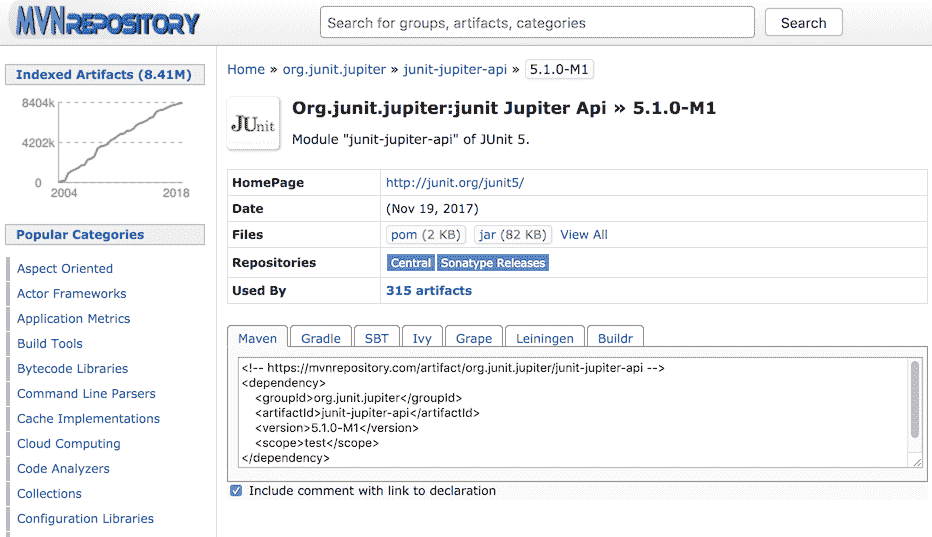 MVNREPOSITORY
Search for groups, artifacts, categories
Search
Indexed Artifacts (8.41M)
8404k
4202k
0
2004 2018
Popular Categories
Aspect Oriented
Actor Frameworks
Application Metrics
Build Tools
Bytecode Libraries
Command Line Parsers
Cache Implementations
Cloud Computing
Code Analyzers
Collections
Configuration Libraries
Home » org.junit.jupiter » junit-jupiter-api » 5.1.0-M1
JUnit
Org.junit.jupiter:junit Jupiter Api » 5.1.0-M1
Module "junit-jupiter-api" of JUnit 5.
HomePage http://junit.org/junit5/
Date (Nov 19, 2017)
Files pom (2 KB) jar (82 KB) View All
Repositories Central Sonatype Releases
Used By 315 artifacts
Maven Gradle SBT Ivy Grape Leiningen Buildr
<!-- https://mvnrepository.com/artifact/org.junit.jupiter/junit-jupiter-api -->
<dependency>
<groupId>org.junit.jupiter</groupId>
<artifactId>junit-jupiter-api</artifactId>
<version>5.1.0-M1</version>
<scope>test</scope>
</dependency>
Include comment with link to declaration